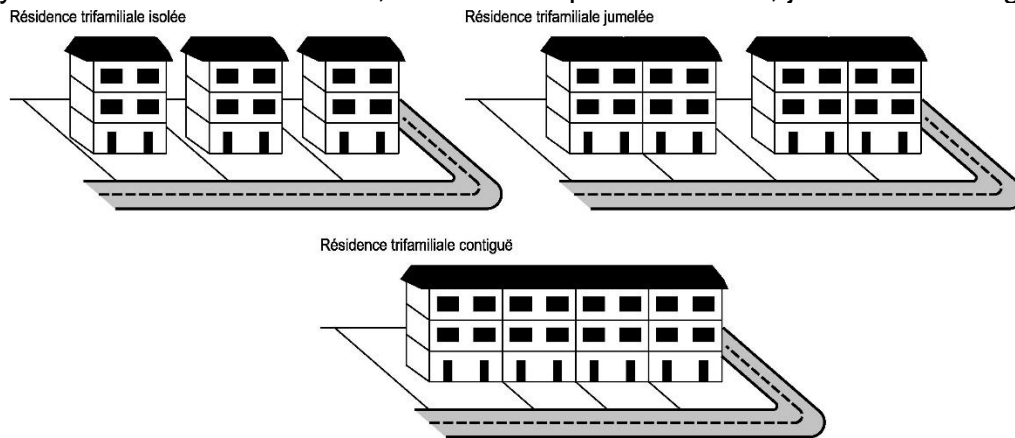 Résidence trifamiliale isolée
Résidence trifamiliale jumelée
Résidence trifamiliale contiguë